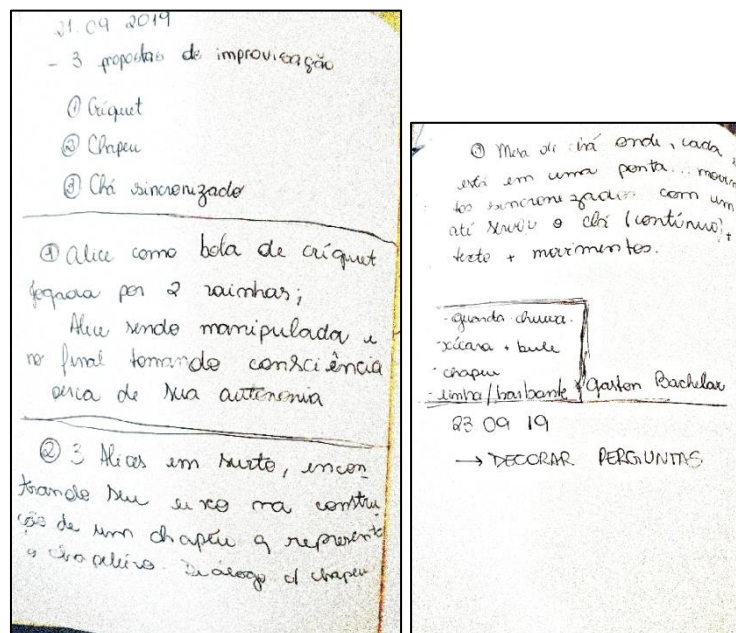 21.09 2019
- 3 propostas de improvisação
① Críquet
② Chapeu
③ Chá sincronizado
① Alice como bola de críquet
jogada por 2 rainhas;
Alice sendo manipulada e
no final tomando consciência
acerca de sua autonomia
② 3 Alices em surto, encon
trando seu eixo na constru
ção de um chapéu q represente
o chapeleiro. Diálogo c/ chapeu
③ Mesa de chá onde, cada
está em uma ponta... movim
tos sincronizados com um
até servir o chá (contínuo),
texto + movimentos.
- guarda chuva.
- xícara + bule
- chapeu
- linha/barbante
Gaston Bachelar
23 09 19
→ DECORAR PERGUNTAS